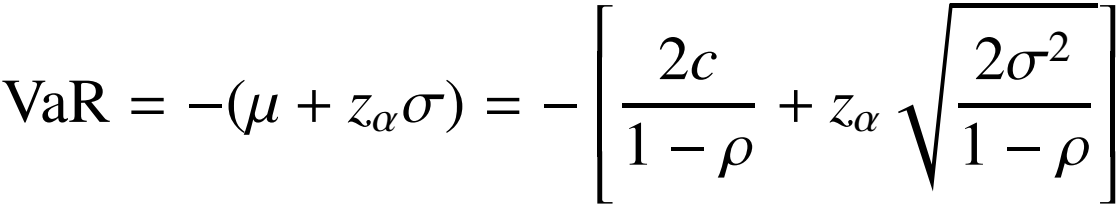 VaR = −(μ + z_α σ) = −[ 2c/(1 − ρ) + z_α √(2σ²/(1 − ρ)) ]